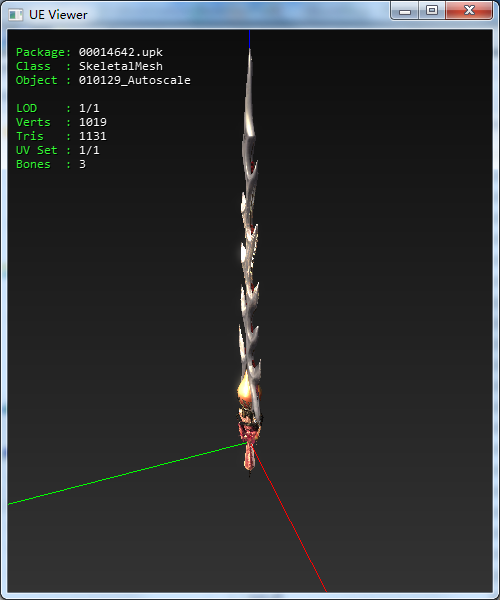 UE Viewer
Package: 00014642.upk
Class : SkeletalMesh
Object : 010129_Autoscale
LOD : 1/1
Verts : 1019
Tris : 1131
UV Set : 1/1
Bones : 3